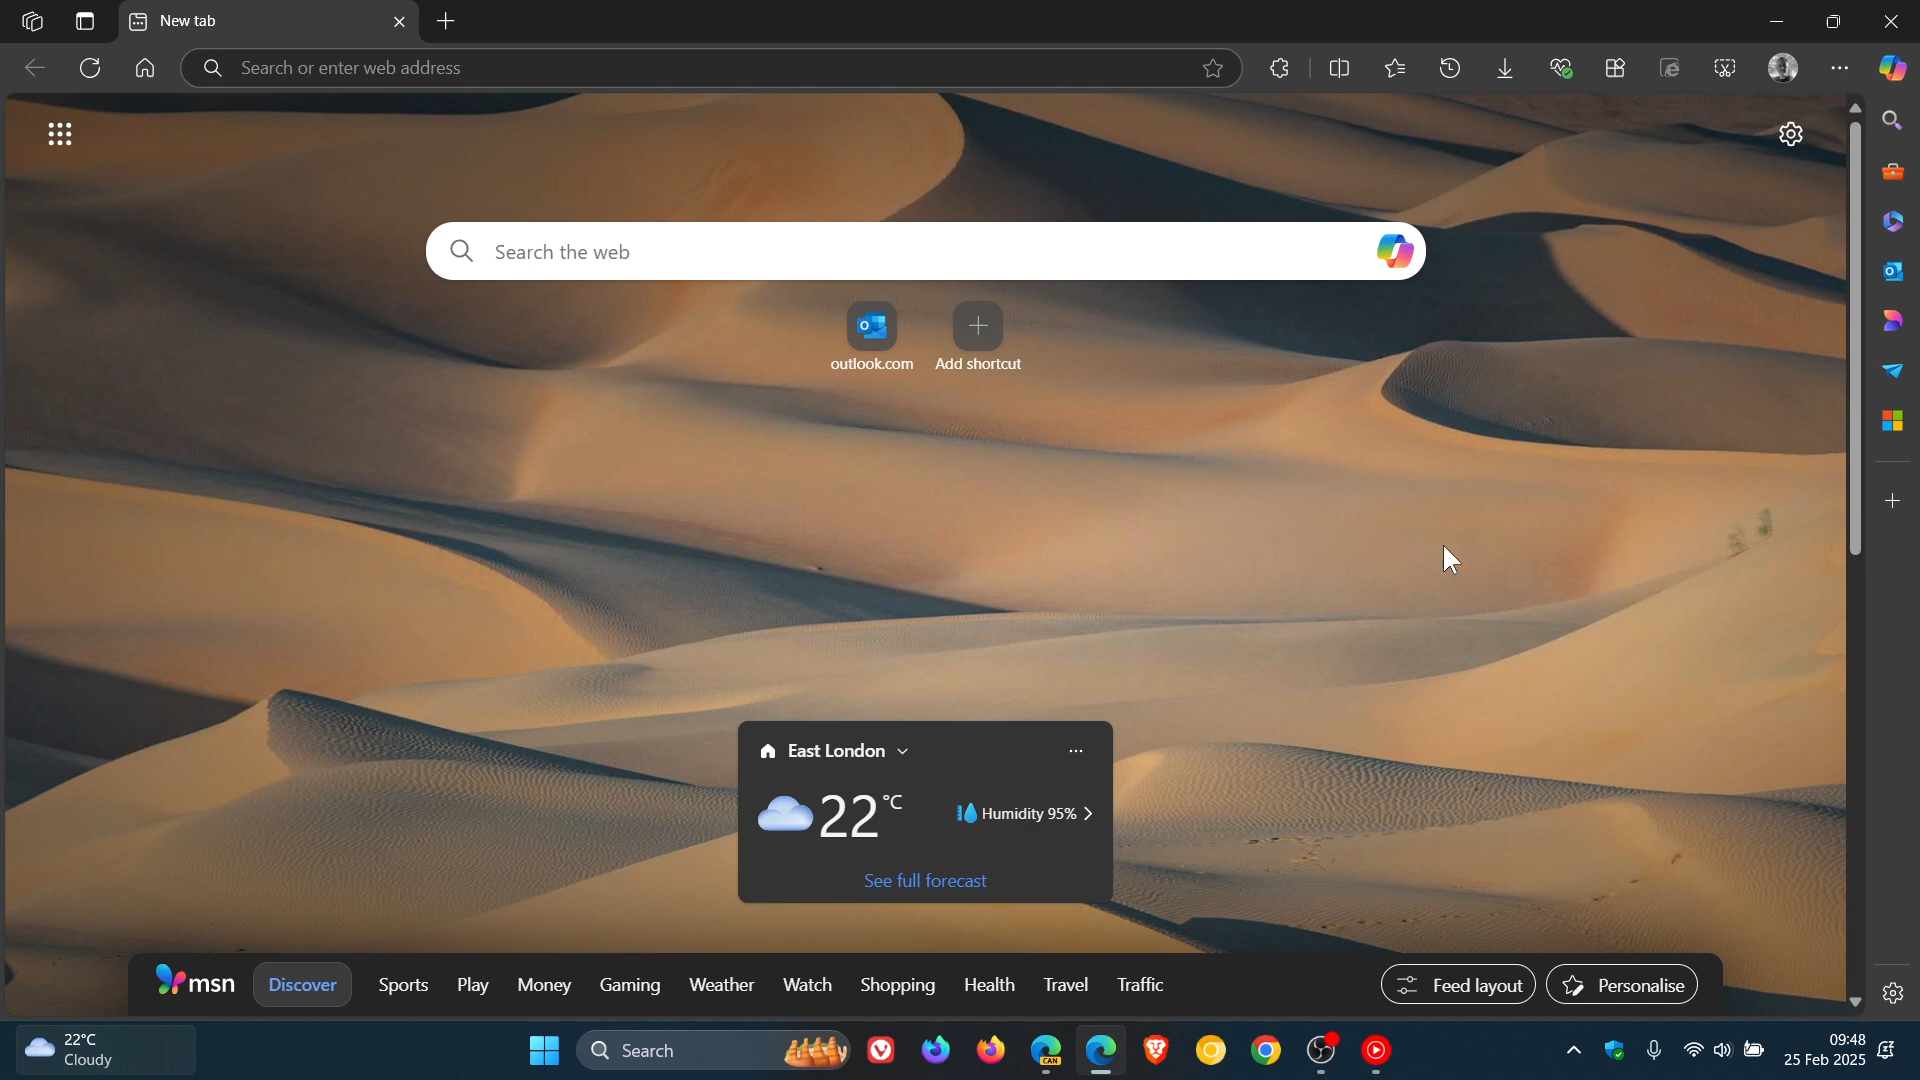 New tab
Search or enter web address
Search the web
outlook.com
Add shortcut
East London
22 °C
Humidity 95%
See full forecast
msn
Discover
Sports
Play
Money
Gaming
Weather
Watch
Shopping
Health
Travel
Traffic
Feed layout
Personalise
22°C
Cloudy
Search
CAN
09:48
25 Feb 2025